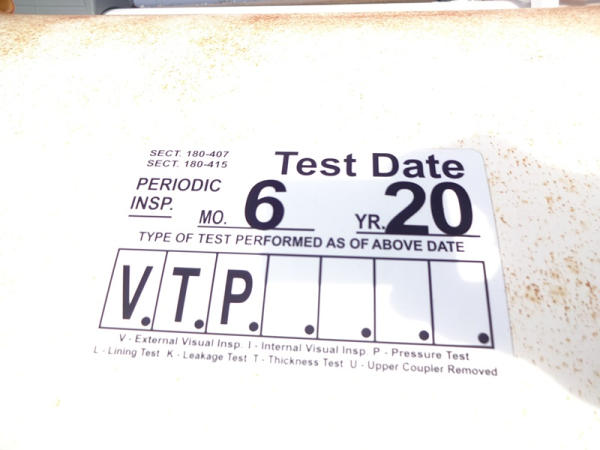 SECT. 180-407
SECT. 180-415
Test Date
PERIODIC
INSP.
MO. 6 YR. 20
TYPE OF TEST PERFORMED AS OF ABOVE DATE
V. T. P. . . . .
V - External Visual Insp. I - Internal Visual Insp. P - Pressure Test
L - Lining Test K - Leakage Test T - Thickness Test U - Upper Coupler Removed